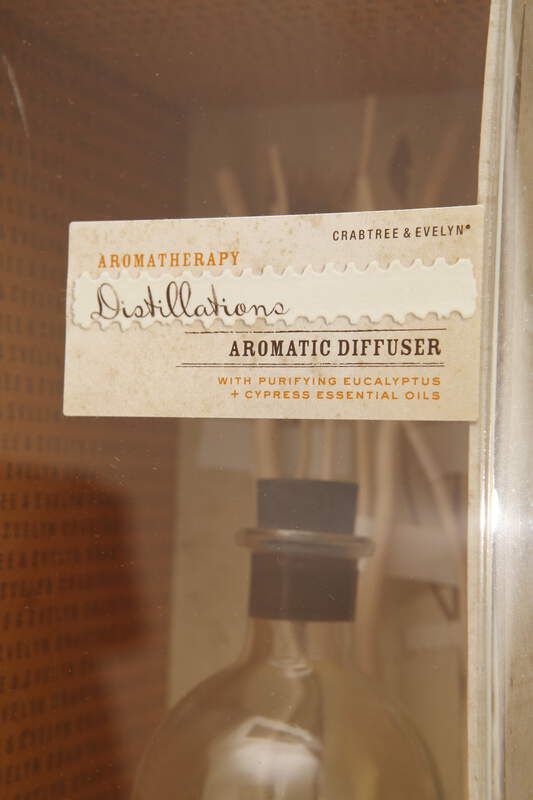 CRABTREE & EVELYN®
AROMATHERAPY
Distillations
AROMATIC DIFFUSER
WITH PURIFYING EUCALYPTUS
+ CYPRESS ESSENTIAL OILS